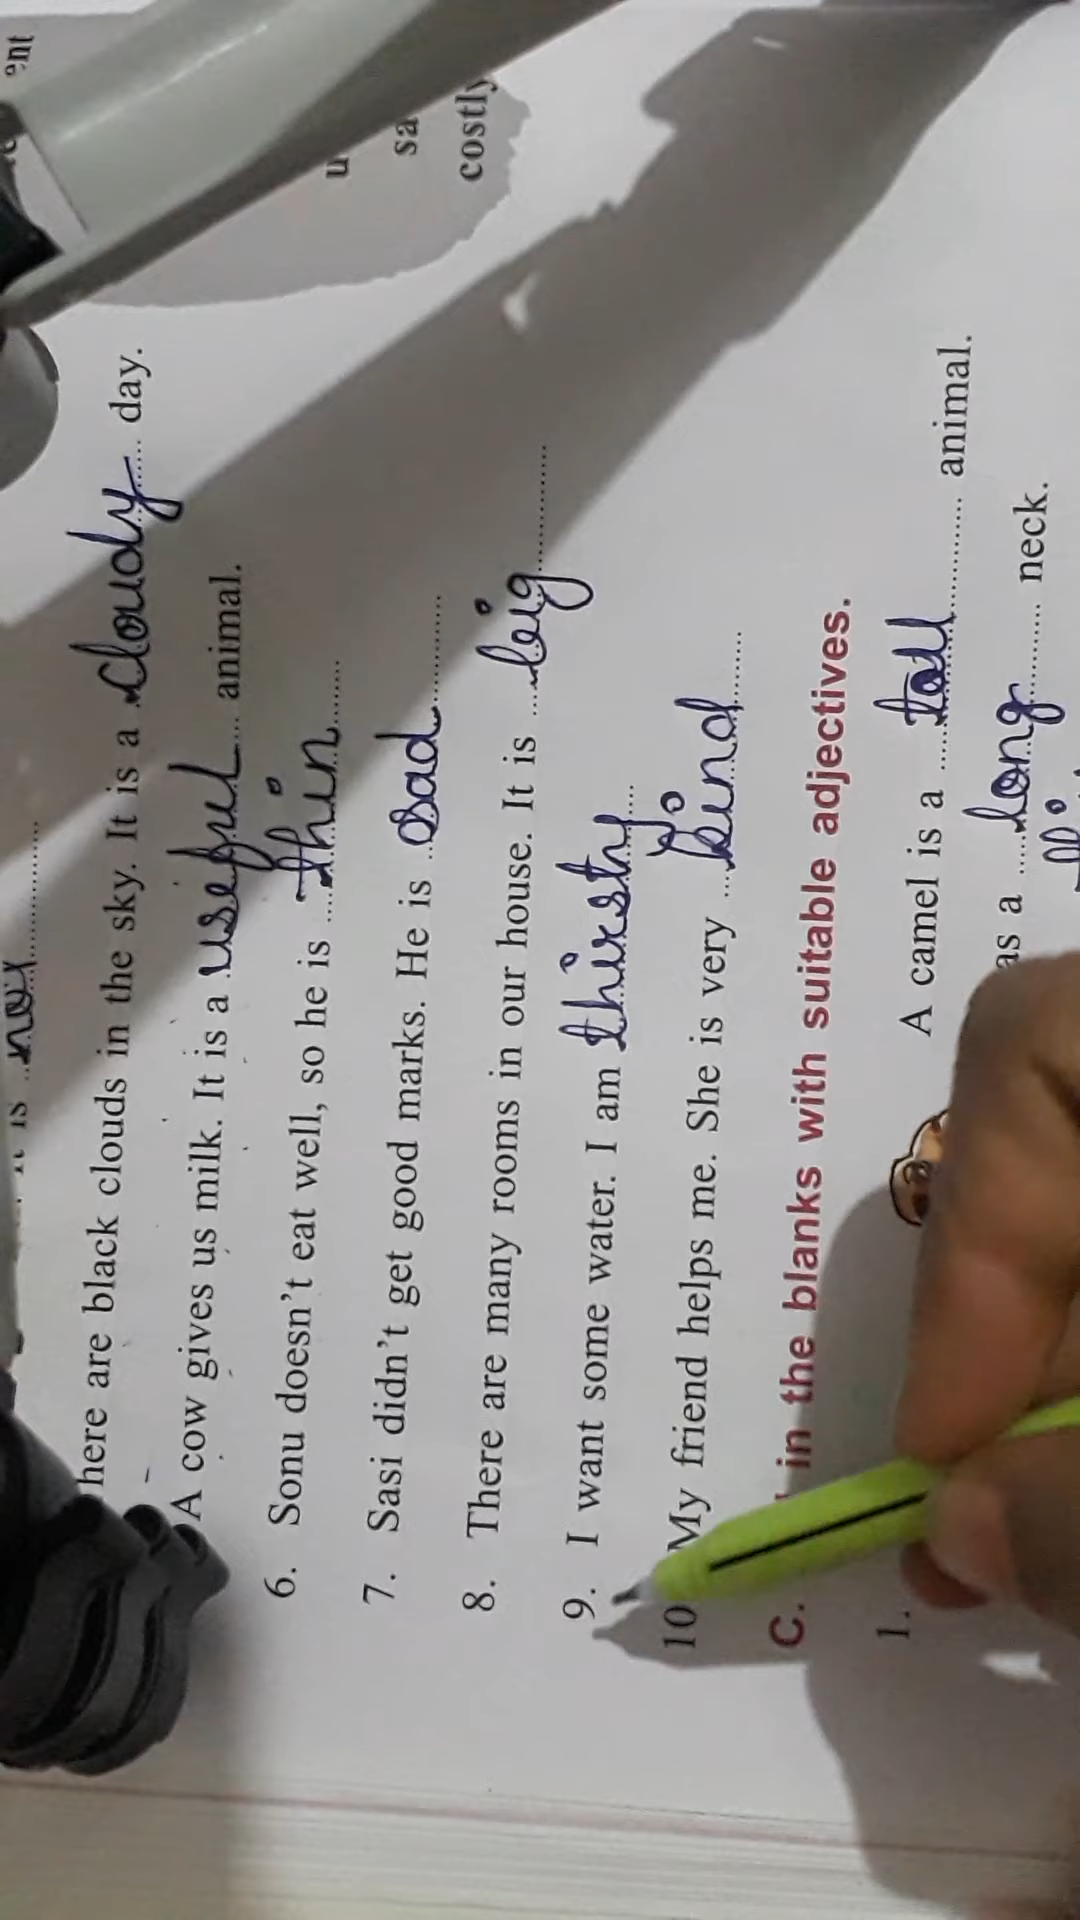 ent
u
sa
costly
is hot
here are black clouds in the sky. It is a cloudy day.
A cow gives us milk. It is a useful animal.
6. Sonu doesn't eat well, so he is thin
7. Sasi didn't get good marks. He is sad
8. There are many rooms in our house. It is big
9. I want some water. I am thirsty
10 My friend helps me. She is very kind
C. in the blanks with suitable adjectives.
1. A camel is a tall animal.
as a long neck.